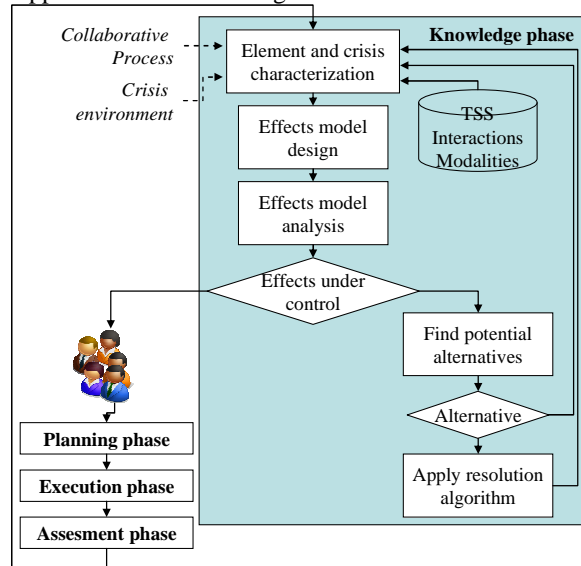 Collaborative
Process
Crisis
environment
Knowledge phase
Element and crisis
characterization
TSS
Interactions
Modalities
Effects model
design
Effects model
analysis
Effects under
control
Find potential
alternatives
Alternative
Apply resolution
algorithm
Planning phase
Execution phase
Assesment phase